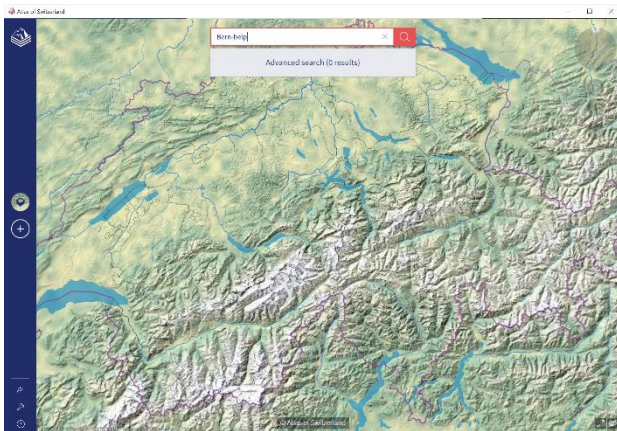 Atlas of Switzerland
Bern-belp
Advanced search (0 results)
© Atlas of Switzerland